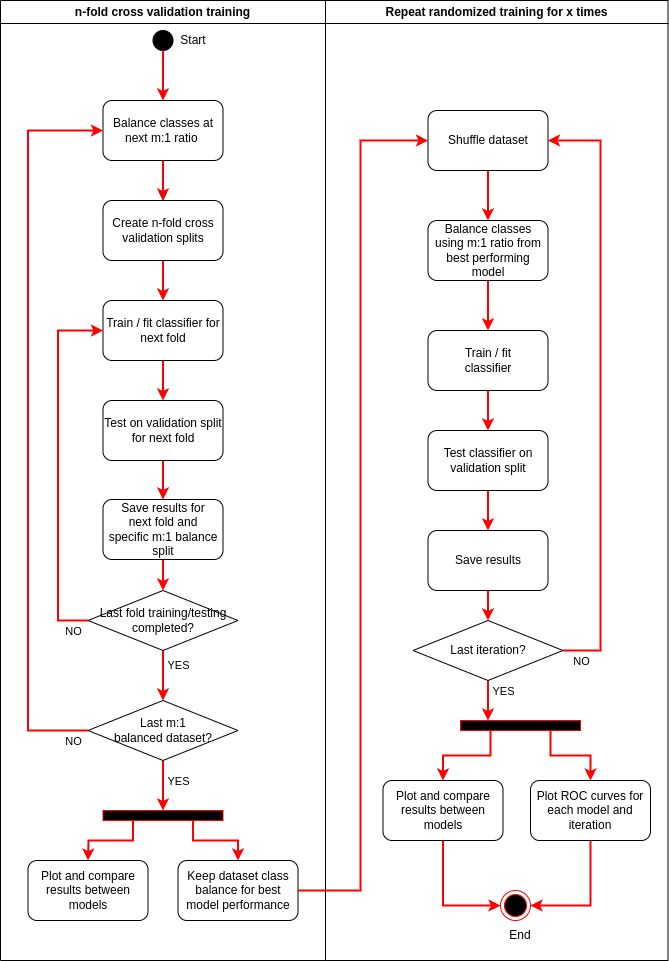 n-fold cross validation training
Start
Balance classes at
next m:1 ratio
Create n-fold cross
validation splits
Train / fit classifier for
next fold
Test on validation split
for next fold
Save results for
next fold and
specific m:1 balance
split
Last fold training/testing
completed?
NO
YES
Last m:1
balanced dataset?
NO
YES
Plot and compare
results between
models
Keep dataset class
balance for best
model performance
Repeat randomized training for x times
Shuffle dataset
Balance classes
using m:1 ratio from
best performing
model
Train / fit
classifier
Test classifier on
validation split
Save results
Last iteration?
NO
YES
Plot and compare
results between
models
Plot ROC curves for
each model and
iteration
End